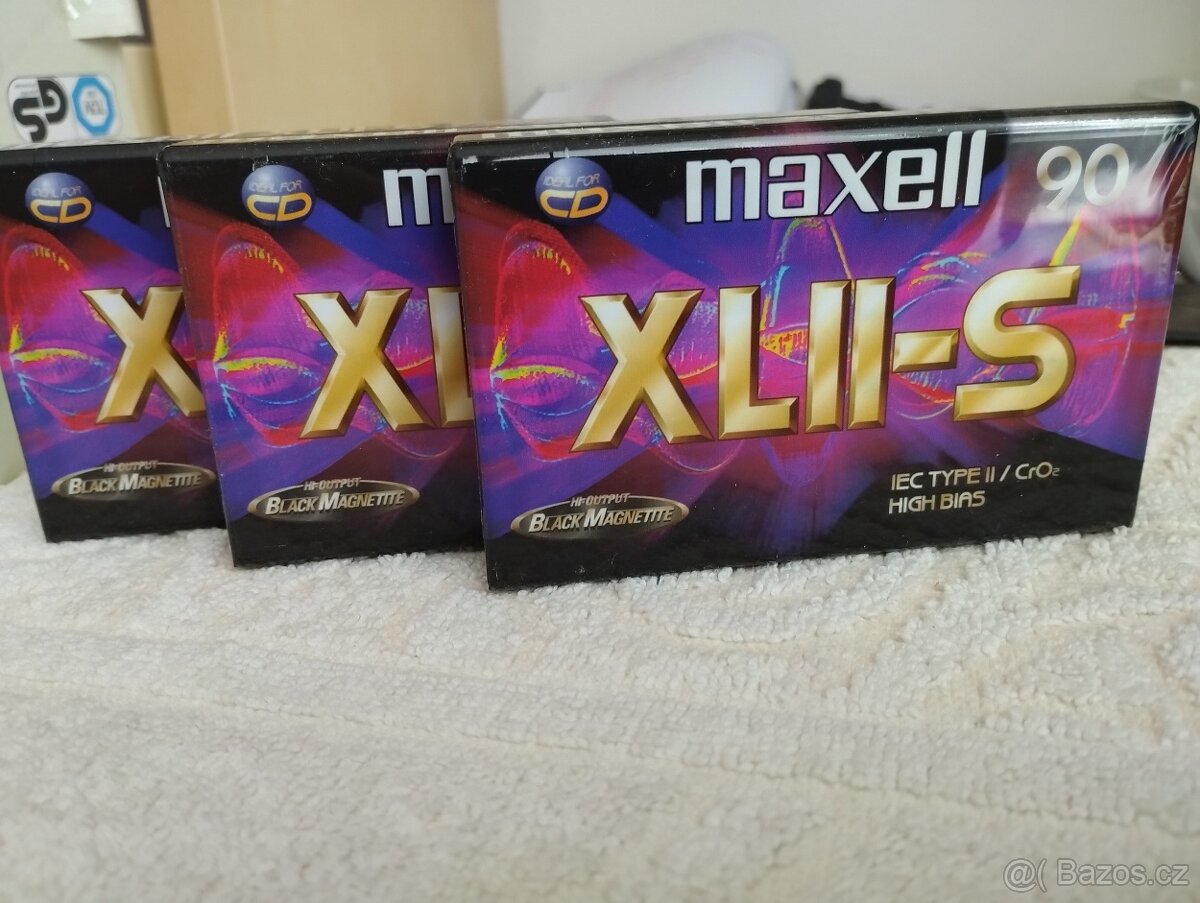 IDEAL FOR
CD
X
HI-OUTPUT
BLACK MAGNETITE
IDEAL FOR
CD
m
XL
HI-OUTPUT
BLACK MAGNETITE
IDEAL FOR
CD
maxell 90
XLII-S
IEC TYPE II / CrO₂
HIGH BIAS
HI-OUTPUT
BLACK MAGNETITE
@( Bazos.cz